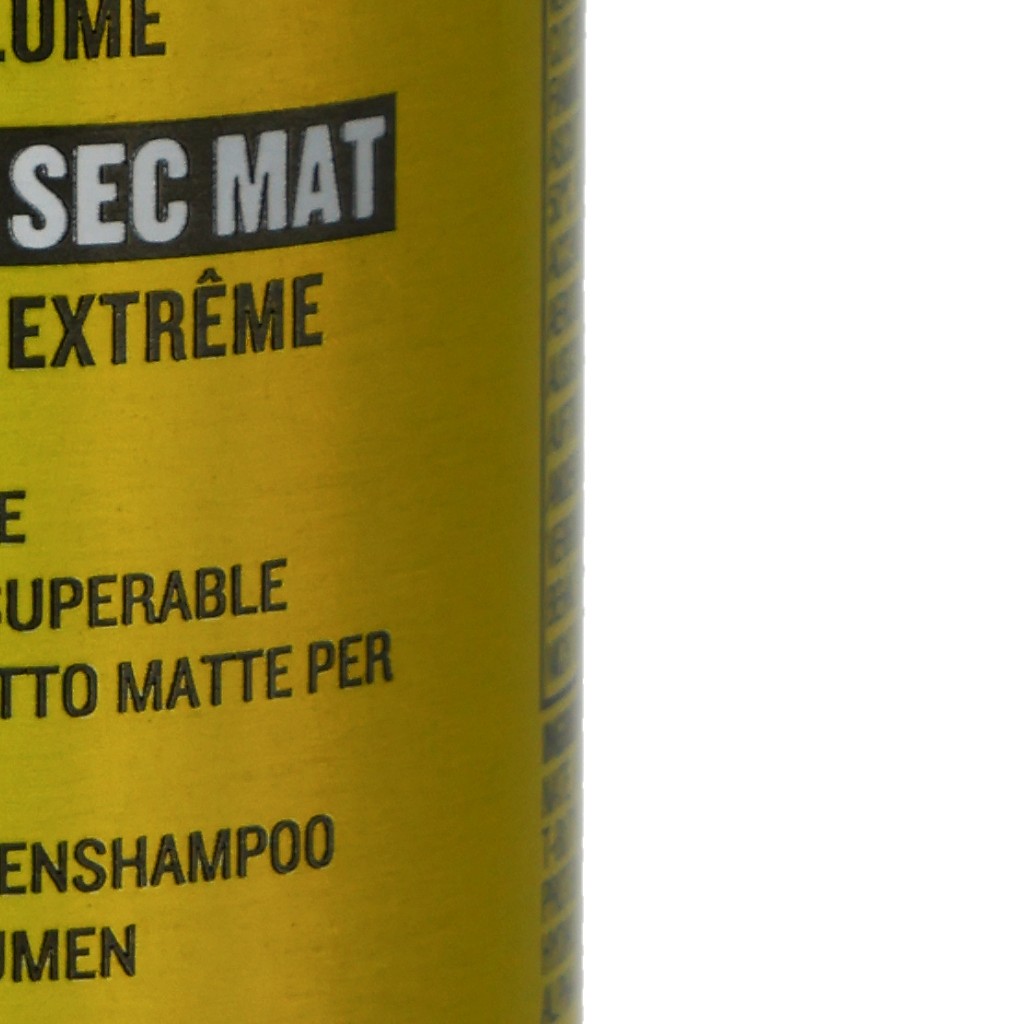 LUME
SEC MAT
EXTRÊME
E
SUPERABLE
TTO MATTE PER
ENSHAMPOO
UMEN